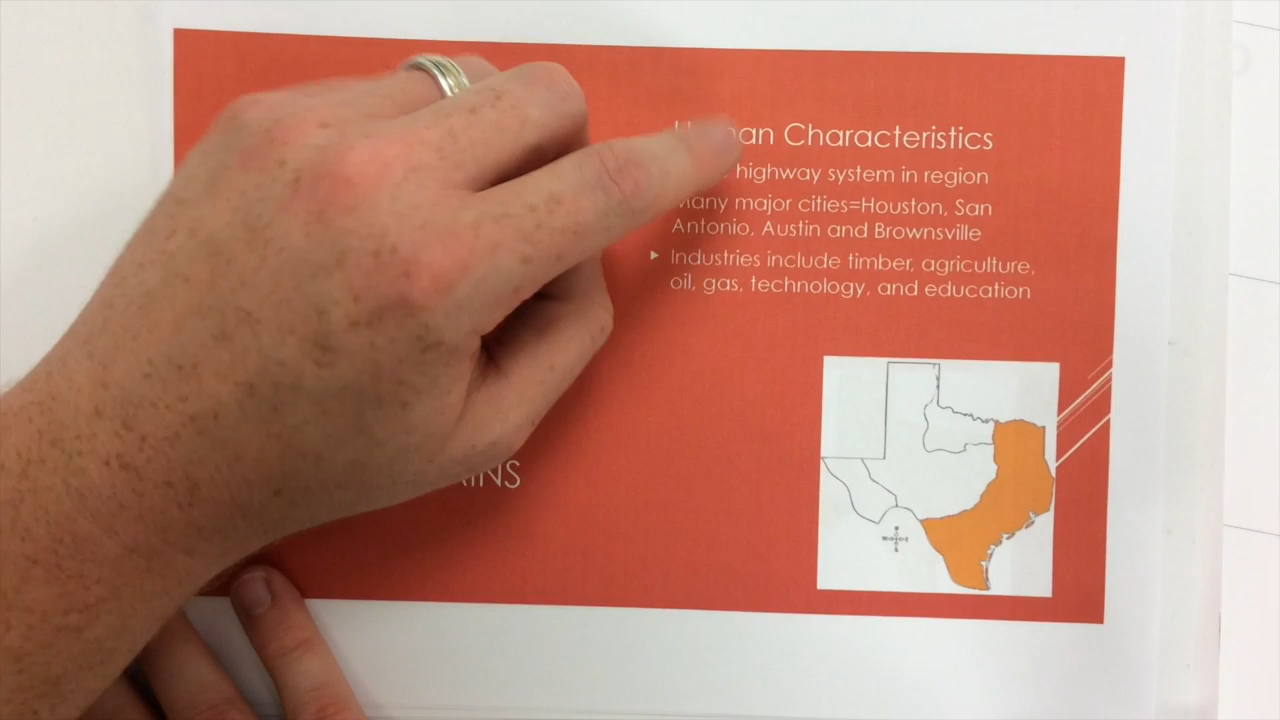 Characteristics
highway system in region
Many major cities=Houston, San
Antonio, Austin and Brownsville
Industries include timber, agriculture,
oil, gas, technology, and education